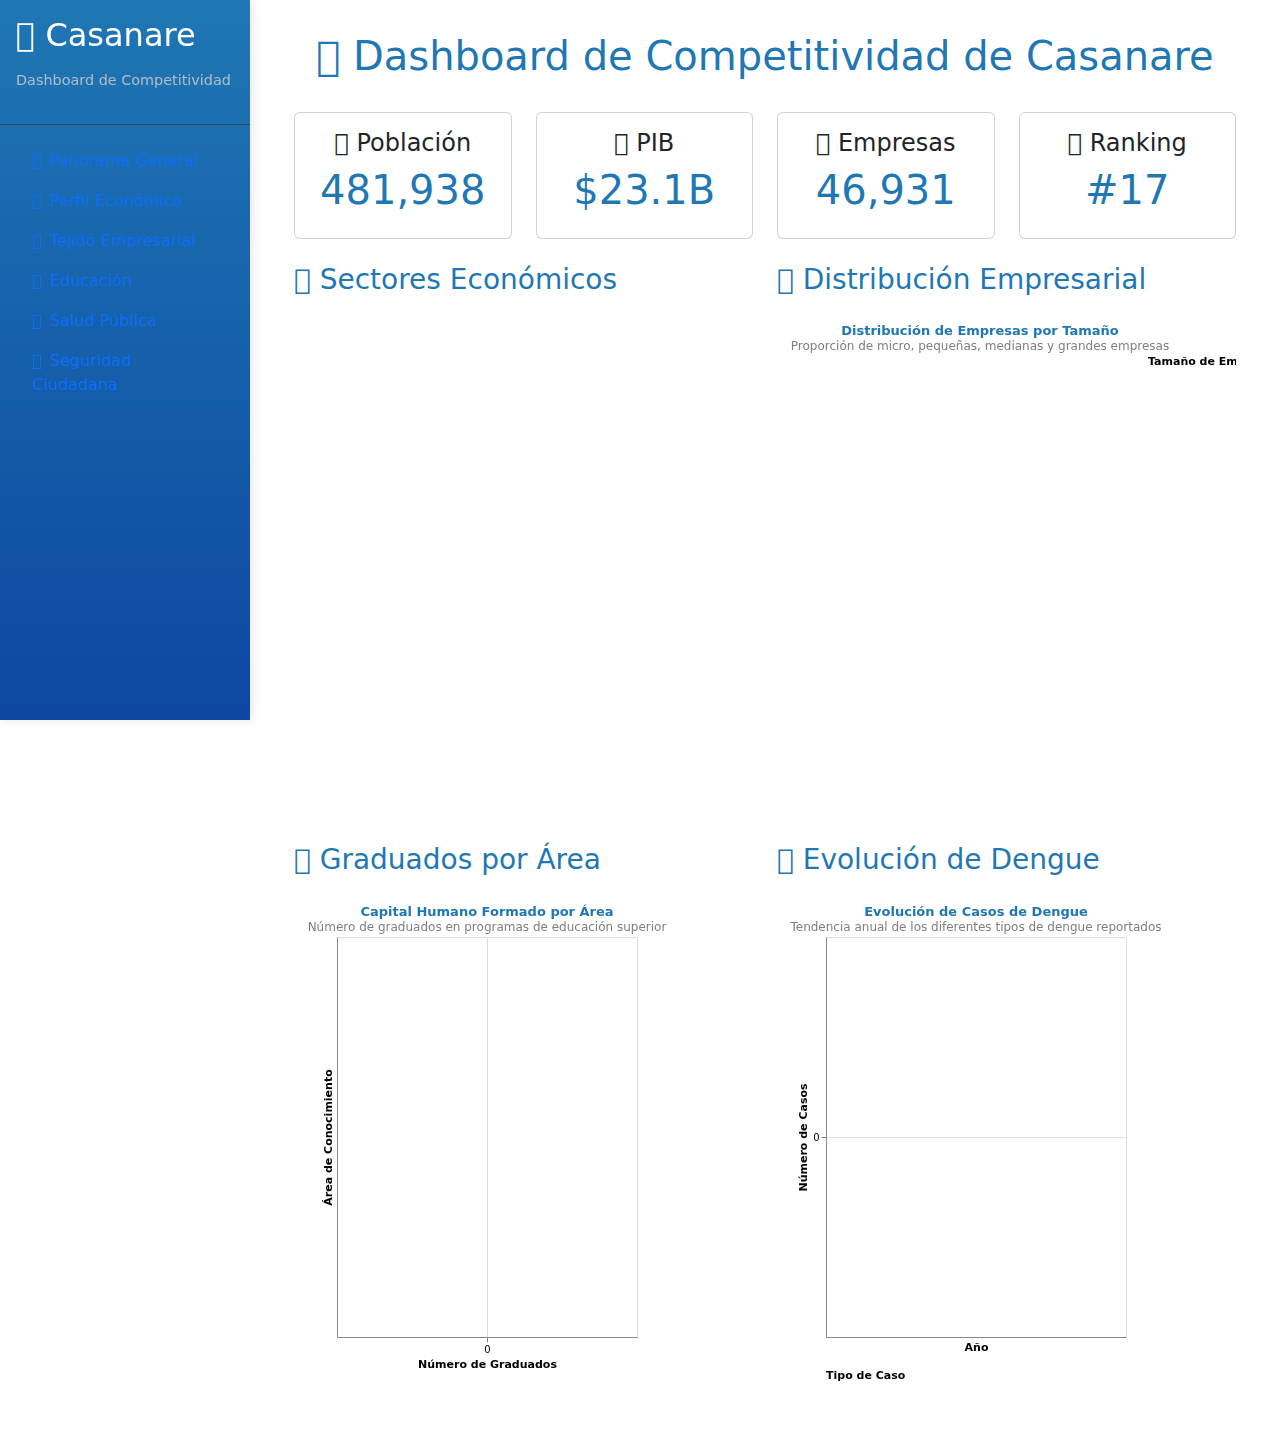 Casanare
Dashboard de Competitividad
Panorama General
Perfil Económico
Tejido Empresarial
Educación
Salud Pública
Seguridad
Ciudadana
Dashboard de Competitividad de Casanare
Población
481,938
PIB
$23.1B
Empresas
46,931
Ranking
#17
Sectores Económicos
Distribución Empresarial
Distribución de Empresas por Tamaño
Proporción de micro, pequeñas, medianas y grandes empresas
Tamaño de Em
Graduados por Área
Capital Humano Formado por Área
Número de graduados en programas de educación superior
Área de Conocimiento
0
Número de Graduados
Evolución de Dengue
Evolución de Casos de Dengue
Tendencia anual de los diferentes tipos de dengue reportados
Número de Casos
0
Año
Tipo de Caso